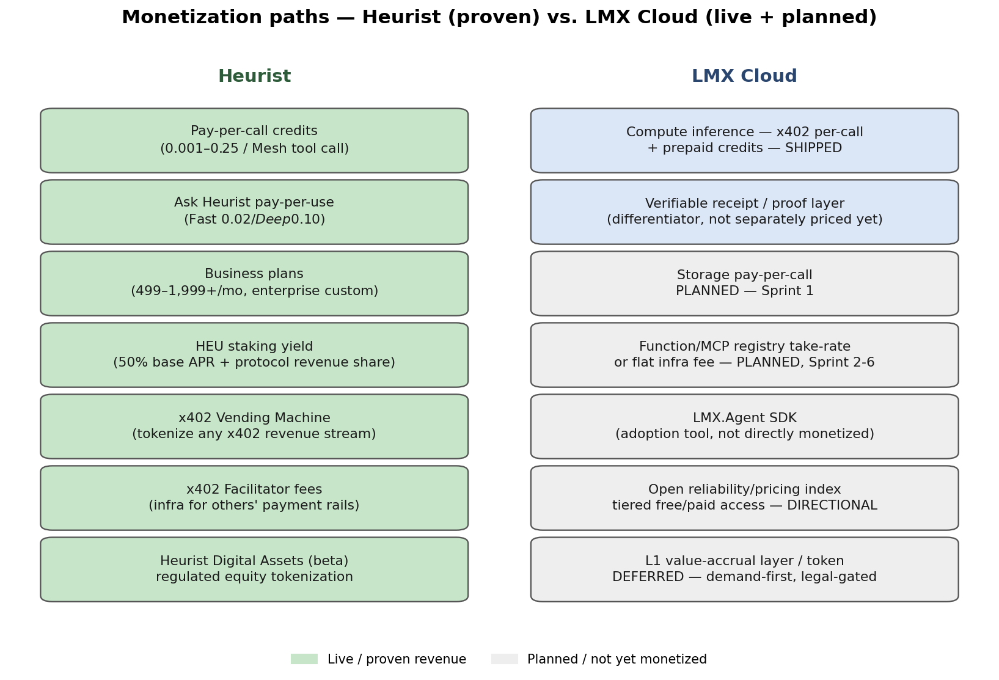 Monetization paths — Heurist (proven) vs. LMX Cloud (live + planned)
Heurist
Pay-per-call credits
(0.001–0.25 / Mesh tool call)
Ask Heurist pay-per-use
(Fast 0.02/Deep0.10)
Business plans
(499–1,999+/mo, enterprise custom)
HEU staking yield
(50% base APR + protocol revenue share)
x402 Vending Machine
(tokenize any x402 revenue stream)
x402 Facilitator fees
(infra for others' payment rails)
Heurist Digital Assets (beta)
regulated equity tokenization
LMX Cloud
Compute inference — x402 per-call
+ prepaid credits — SHIPPED
Verifiable receipt / proof layer
(differentiator, not separately priced yet)
Storage pay-per-call
PLANNED — Sprint 1
Function/MCP registry take-rate
or flat infra fee — PLANNED, Sprint 2-6
LMX.Agent SDK
(adoption tool, not directly monetized)
Open reliability/pricing index
tiered free/paid access — DIRECTIONAL
L1 value-accrual layer / token
DEFERRED — demand-first, legal-gated
Live / proven revenue
Planned / not yet monetized